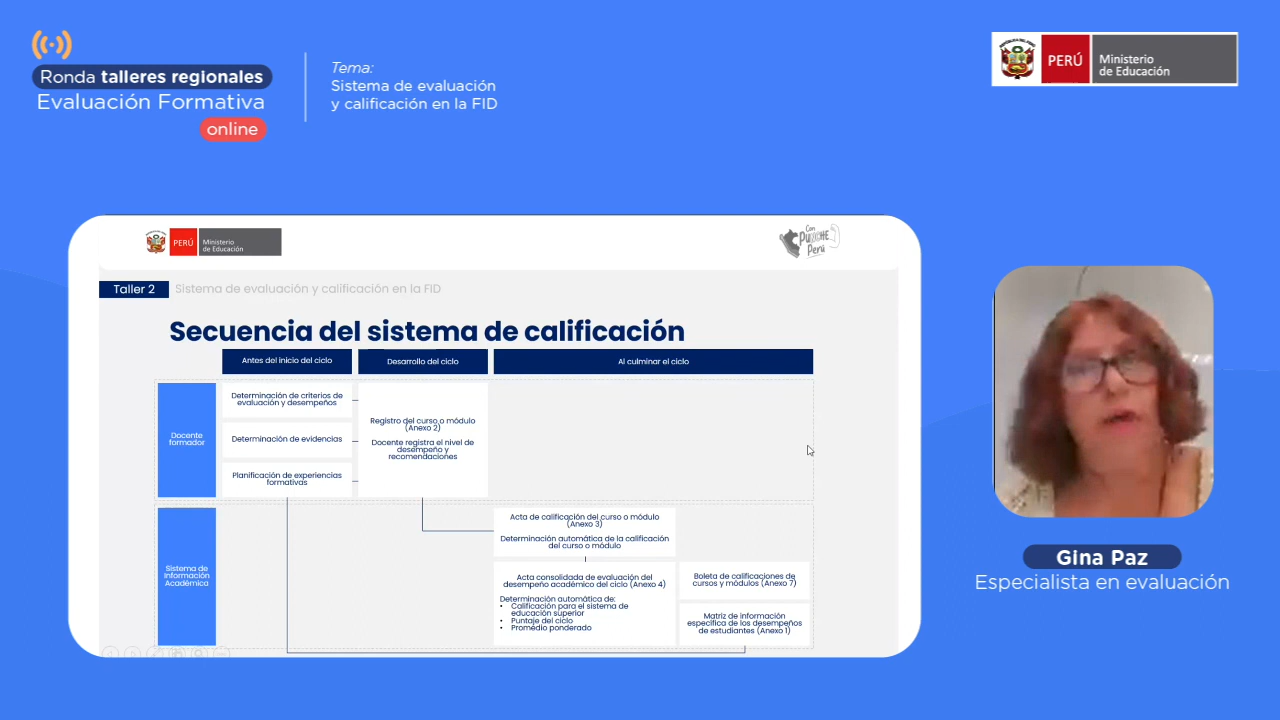 Ronda talleres regionales
Evaluación Formativa
online
Tema:
Sistema de evaluación
y calificación en la FID
PERÚ
Ministerio
de Educación
PERÚ
Ministerio
de Educación
Con
PUNCHE
Perú
Taller 2
Sistema de evaluación y calificación en la FID
Secuencia del sistema de calificación
Antes del inicio del ciclo
Desarrollo del ciclo
Al culminar el ciclo
Docente
formador
Determinación de criterios de
evaluación y desempeños
Determinación de evidencias
Planificación de experiencias
formativas
Registro del curso o módulo
(Anexo 2)
Docente registra el nivel de
desempeño y
recomendaciones
Sistema de
Información
Académica
Acta de calificación del curso o módulo
(Anexo 3)
Determinación automática de la calificación
del curso o módulo
Acta consolidada de evaluación del
desempeño académico del ciclo (Anexo 4)
Determinación automática de:
• Calificación para el sistema de
educación superior
• Puntaje del ciclo
• Promedio ponderado
Boleta de calificaciones de
cursos y módulos (Anexo 7)
Matriz de información
específica de los desempeños
de estudiantes (Anexo 1)
Gina Paz
Especialista en evaluación